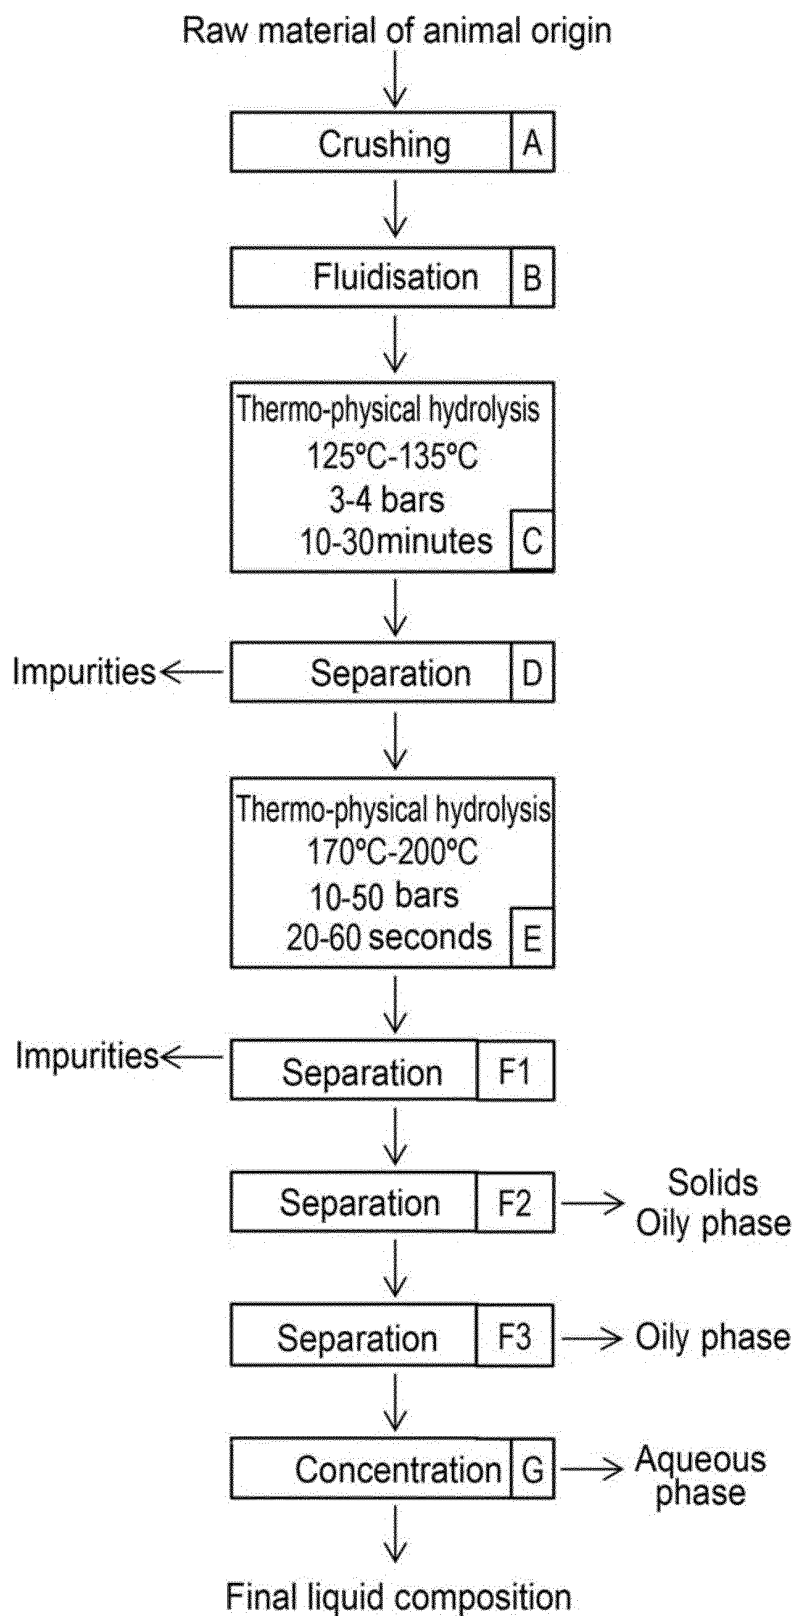 Raw material of animal origin
Crushing A
Fluidisation B
Thermo-physical hydrolysis
125ºC-135ºC
3-4 bars
10-30minutes C
Impurities Separation D
Thermo-physical hydrolysis
170ºC-200ºC
10-50 bars
20-60 seconds E
Impurities Separation F1
Separation F2 Solids
Oily phase
Separation F3 Oily phase
Concentration G Aqueous
phase
Final liquid composition